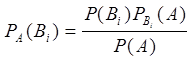 P_A(B_i) = \frac{P(B_i) P_{B_i}(A)}{P(A)}